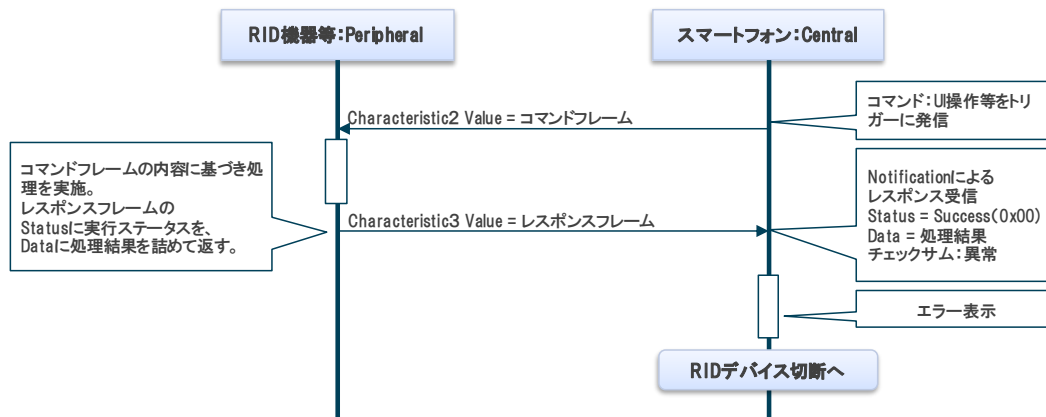 RID機器等：Peripheral
スマートフォン：Central
コマンド：UI操作等をトリ
ガーに発信
Characteristic2 Value = コマンドフレーム
コマンドフレームの内容に基づき処
理を実施。
レスポンスフレームの
Statusに実行ステータスを、
Dataに処理結果を詰めて返す。
Characteristic3 Value = レスポンスフレーム
Notificationによる
レスポンス受信
Status = Success(0x00)
Data = 処理結果
チェックサム：異常
エラー表示
RIDデバイス切断へ